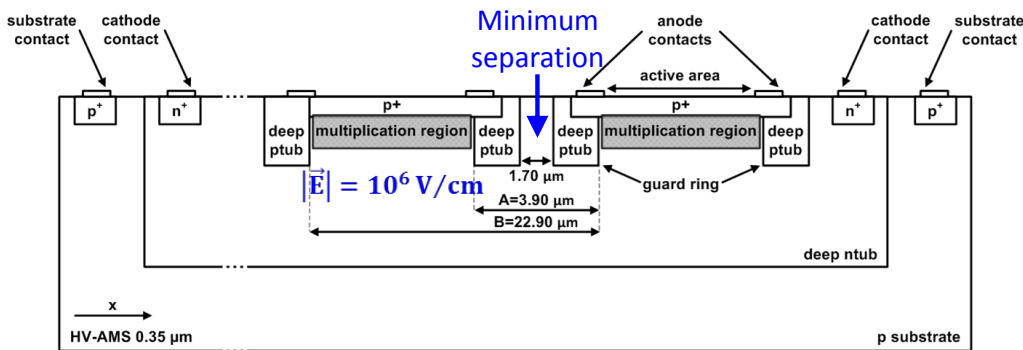 substrate
contact
cathode
contact
Minimum
separation
anode
contacts
cathode
contact
substrate
contact
active area
p+
n+
p+
p+
n+
p+
deep
ptub
multiplication region
deep
ptub
deep
ptub
multiplication region
deep
ptub
1.70 µm
guard ring
|E⃗| = 10⁶ V/cm
A=3.90 µm
B=22.90 µm
deep ntub
x
HV-AMS 0.35 µm
p substrate